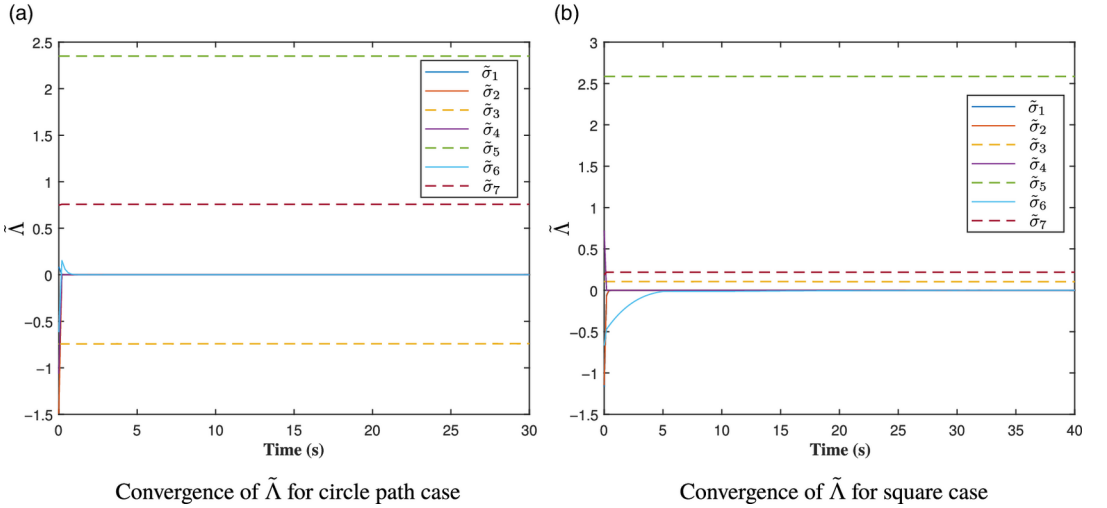 (a)
2.5
2
1.5
1
0.5
0
−0.5
−1
−1.5
Λ̃
σ̃₁
σ̃₂
σ̃₃
σ̃₄
σ̃₅
σ̃₆
σ̃₇
0 5 10 15 20 25 30
Time (s)
Convergence of Λ̃ for circle path case
(b)
3
2.5
2
1.5
1
0.5
0
−0.5
−1
−1.5
Λ̃
σ̃₁
σ̃₂
σ̃₃
σ̃₄
σ̃₅
σ̃₆
σ̃₇
0 5 10 15 20 25 30 35 40
Time (s)
Convergence of Λ̃ for square case